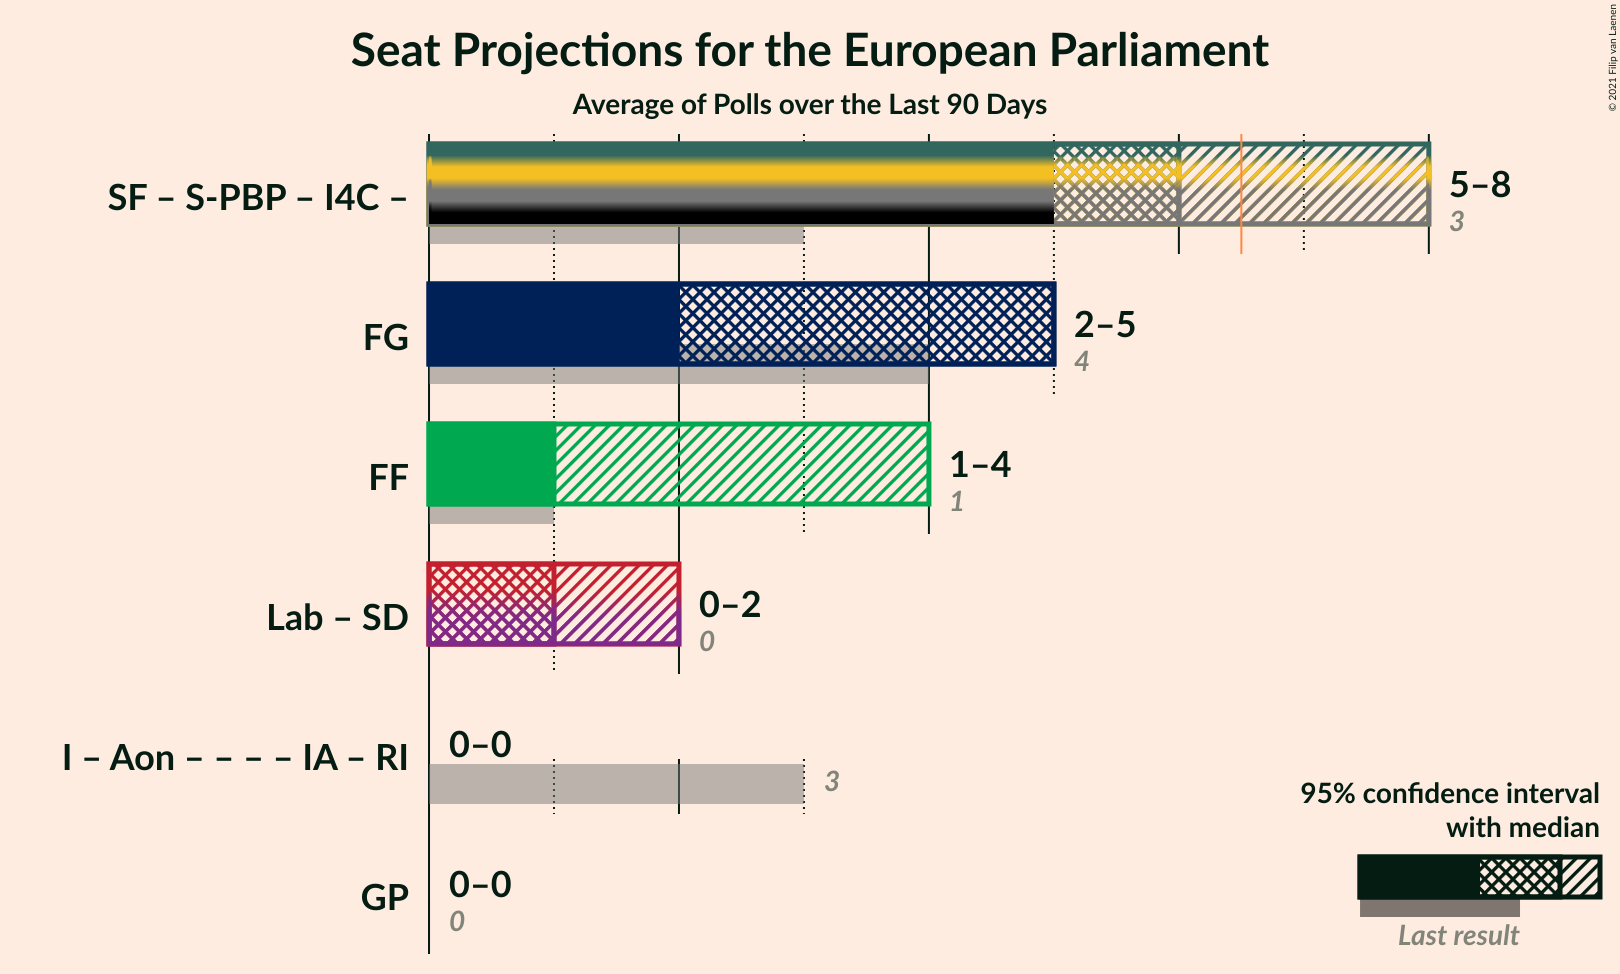 Seat Projections for the European Parliament
Average of Polls over the Last 90 Days
© 2021 Filip van Laenen
SF – S-PBP – I4C –
5–8
3
FG
2–5
4
FF
1–4
1
Lab – SD
0–2
0
I – Aon – – – – IA – RI
0–0
3
GP
0–0
0
95% confidence interval
with median
Last result